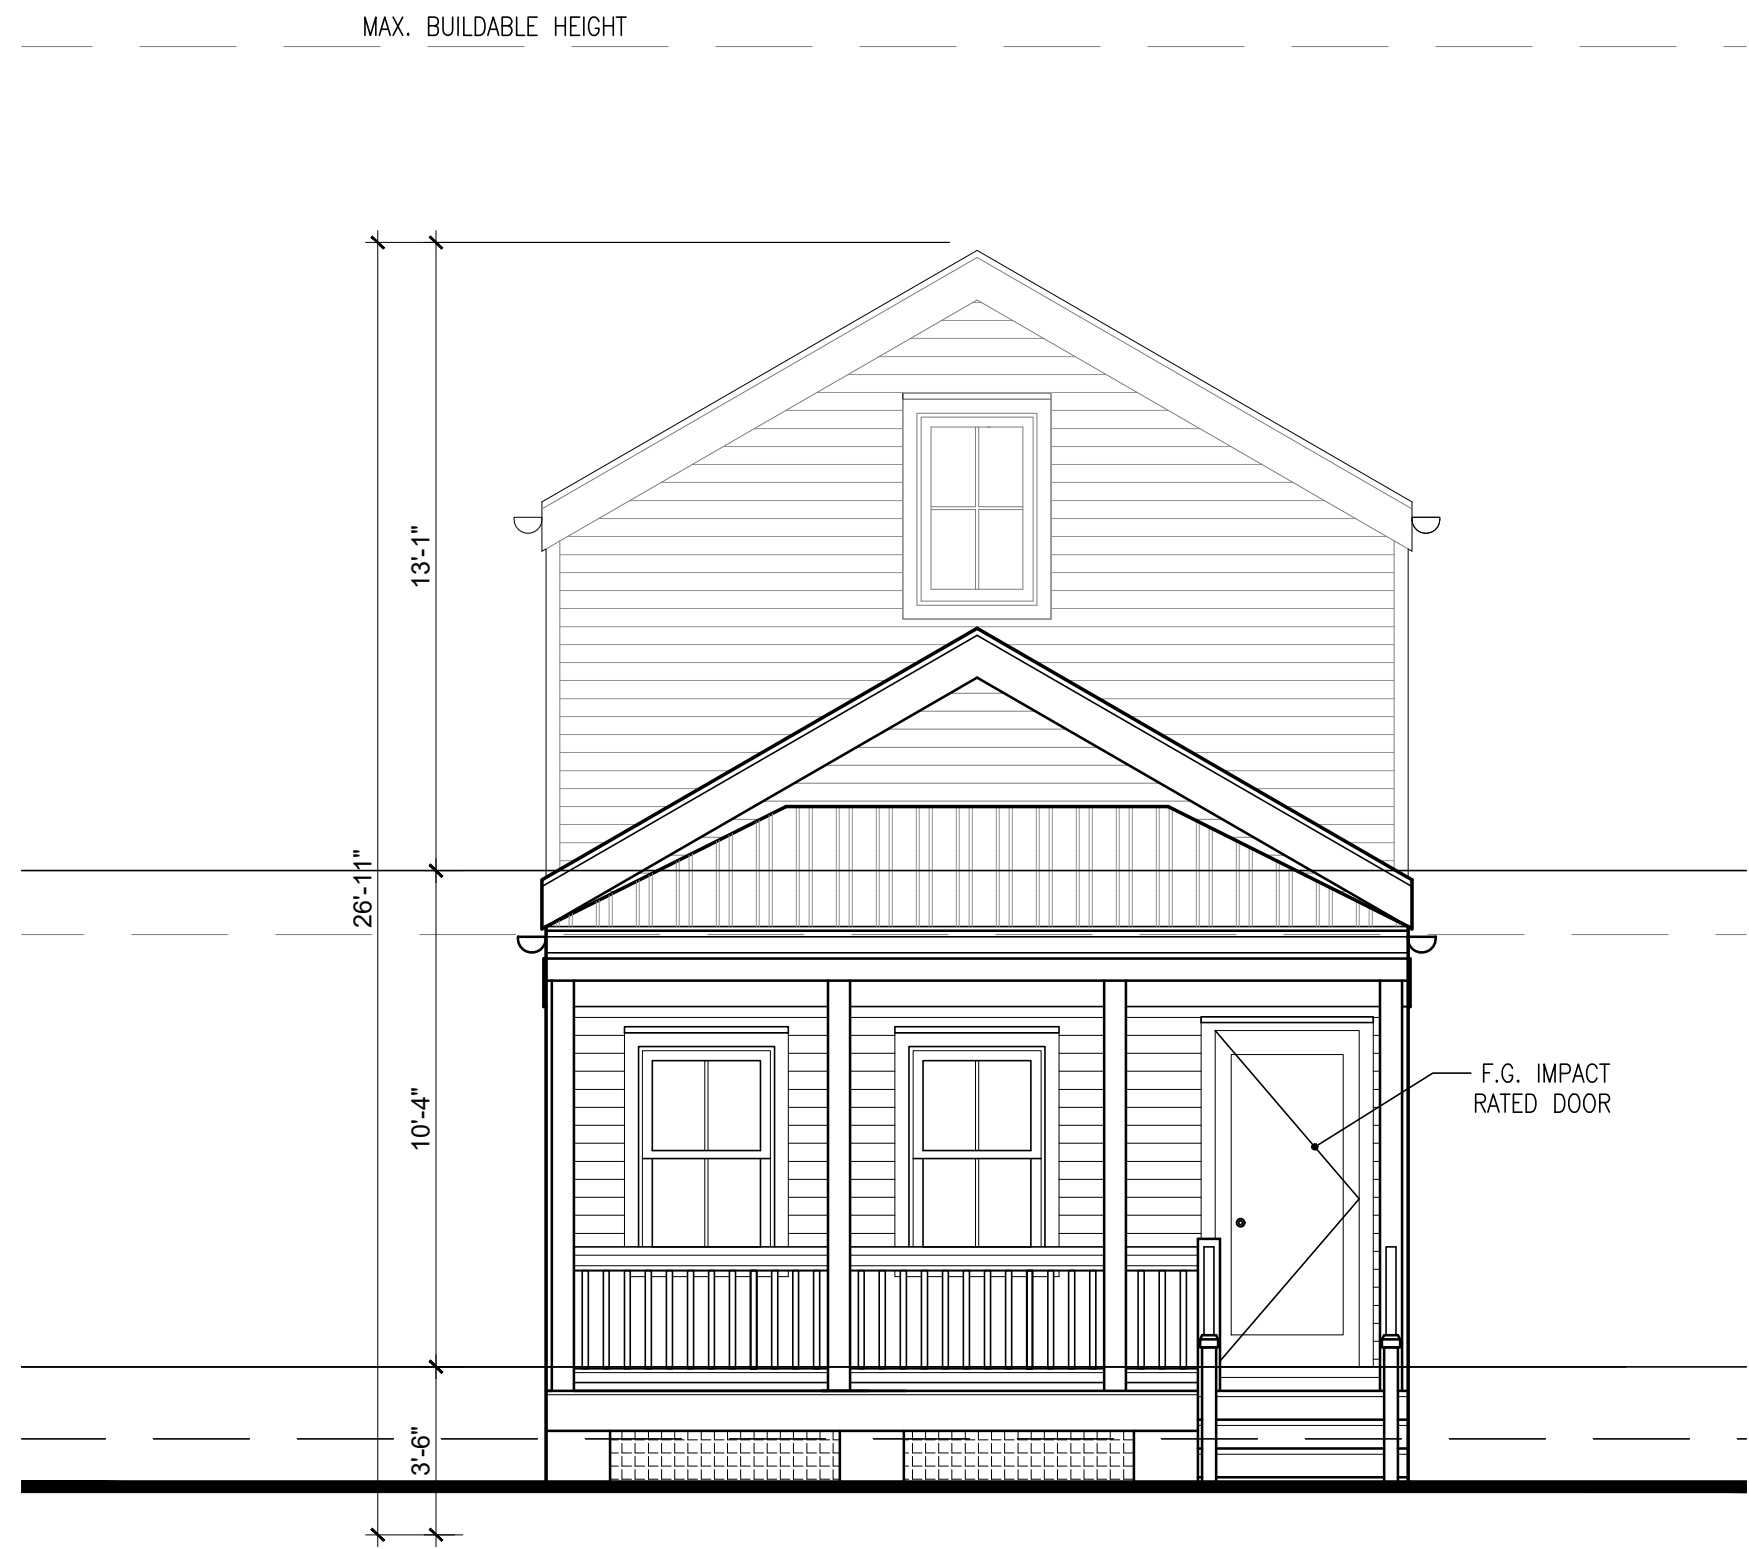 MAX. BUILDABLE HEIGHT
13'-1"
26'-11"
10'-4"
F.G. IMPACT
RATED DOOR
3'-6"